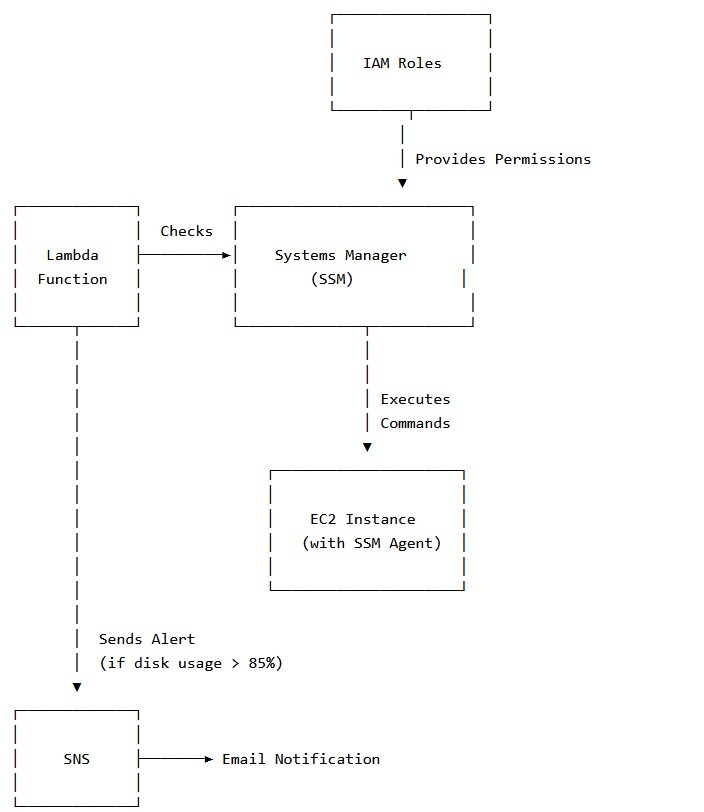 IAM Roles
Provides Permissions
Checks
Lambda
Function
Systems Manager
(SSM)
Executes
Commands
EC2 Instance
(with SSM Agent)
Sends Alert
(if disk usage > 85%)
SNS
Email Notification